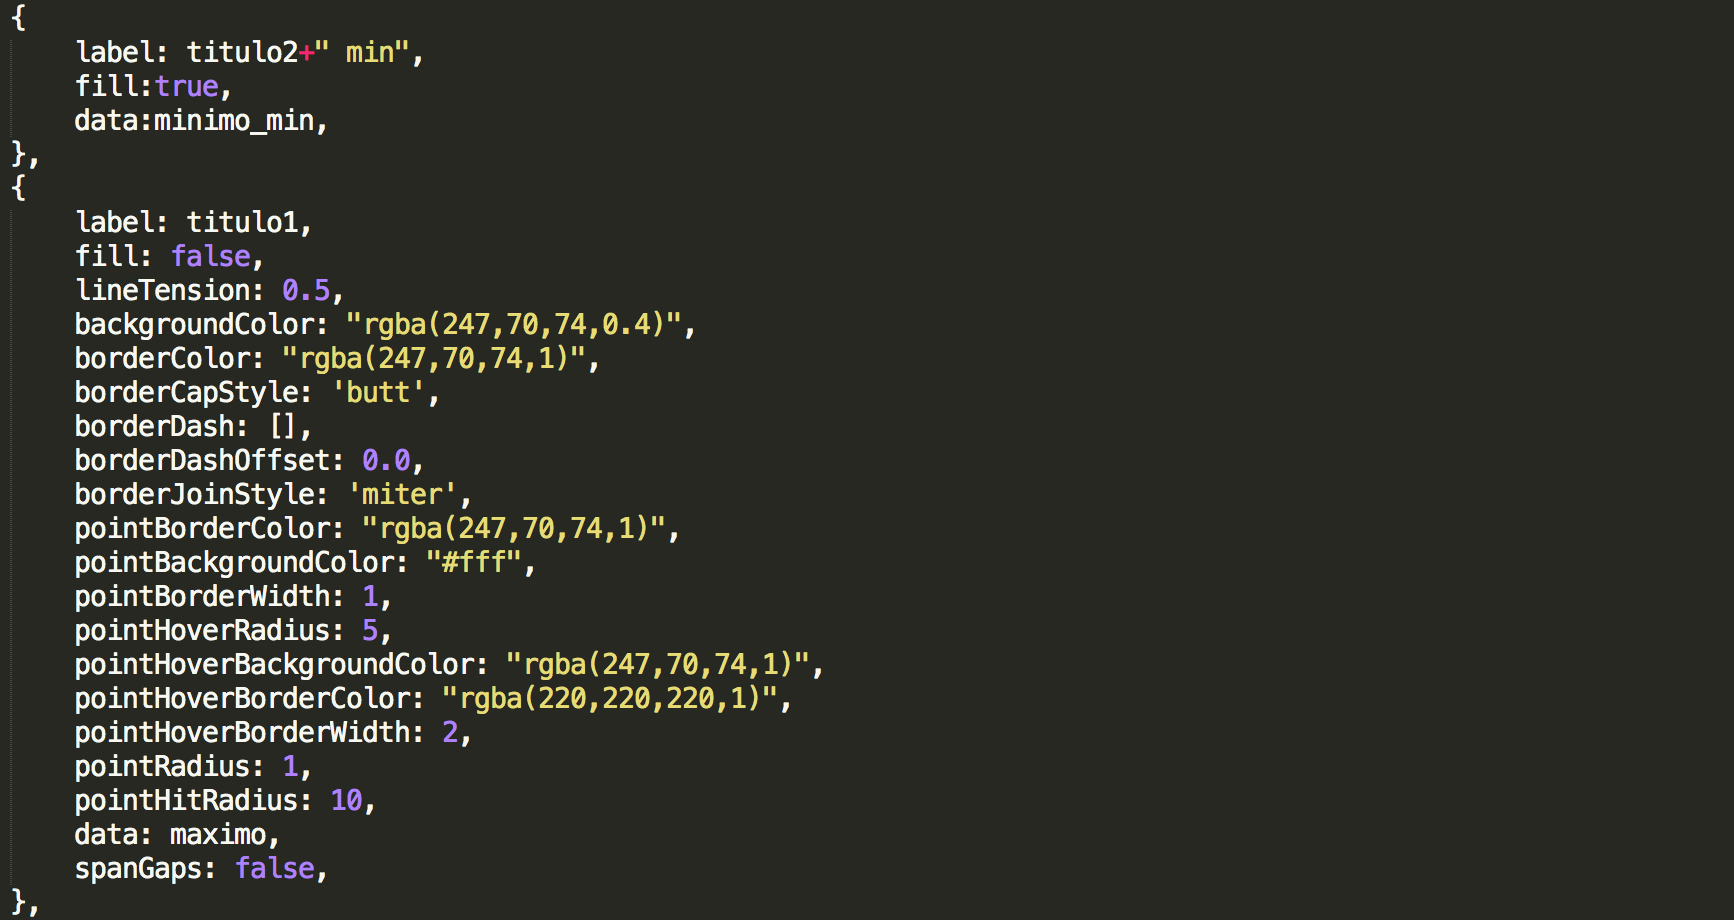 {
    label: titulo2+" min",
    fill:true,
    data:minimo_min,
},
{
    label: titulo1,
    fill: false,
    lineTension: 0.5,
    backgroundColor: "rgba(247,70,74,0.4)",
    borderColor: "rgba(247,70,74,1)",
    borderCapStyle: 'butt',
    borderDash: [],
    borderDashOffset: 0.0,
    borderJoinStyle: 'miter',
    pointBorderColor: "rgba(247,70,74,1)",
    pointBackgroundColor: "#fff",
    pointBorderWidth: 1,
    pointHoverRadius: 5,
    pointHoverBackgroundColor: "rgba(247,70,74,1)",
    pointHoverBorderColor: "rgba(220,220,220,1)",
    pointHoverBorderWidth: 2,
    pointRadius: 1,
    pointHitRadius: 10,
    data: maximo,
    spanGaps: false,
},